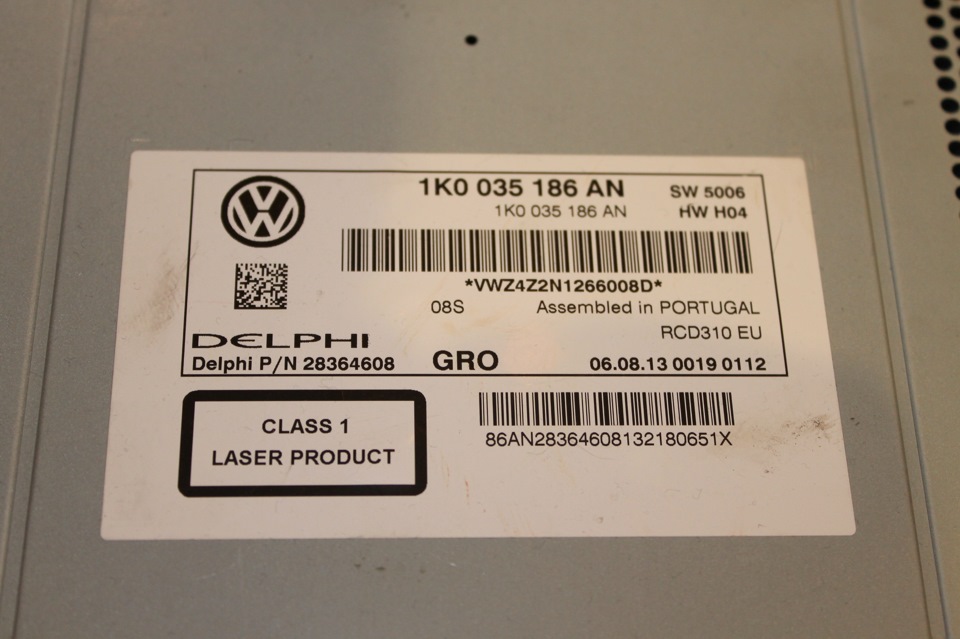 1K0 035 186 AN SW 5006
1K0 035 186 AN HW H04
*VWZ4Z2N1266008D*
08S Assembled in PORTUGAL
DELPHI RCD310 EU
Delphi P/N 28364608 GRO 06.08.13 0019 0112
CLASS 1
LASER PRODUCT
86AN28364608132180651X